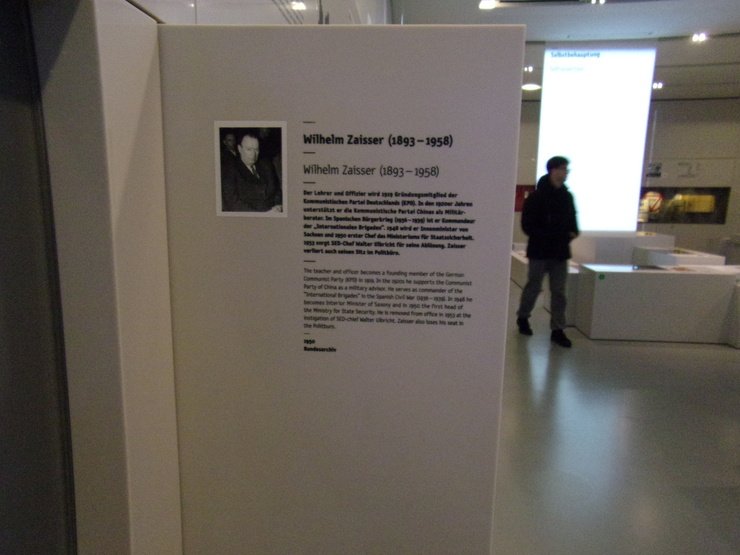 Selbstbehauptung
Wilhelm Zaisser (1893 – 1958)
Wilhelm Zaisser (1893 – 1958)
Der Lehrer und Offizier wird 1919 Gründungsmitglied der
Kommunistischen Partei Deutschlands (KPD). In den 1920er Jahren
unterstützt er die Kommunistische Partei Chinas als Militär-
berater. Im Spanischen Bürgerkrieg (1936 – 1939) ist er Kommandeur
der „Internationalen Brigaden“. 1948 wird er Innenminister von
Sachsen und 1950 erster Chef des Ministeriums für Staatssicherheit.
1953 sorgt SED-Chef Walter Ulbricht für seine Ablösung. Zaisser
verliert auch seinen Sitz im Politbüro.
The teacher and officer becomes a founding member of the German
Communist Party (KPD) in 1919. In the 1920s he supports the Communist
Party of China as a military advisor. He serves as commander of the
"International Brigades" in the Spanish Civil War (1936 – 1939). In 1948 he
becomes Interior Minister of Saxony and in 1950 the first head of
the Ministry for State Security. He is removed from office in 1953 at the
instigation of SED-chief Walter Ulbricht. Zaisser also loses his seat in
the Politburo.
1950
Bundesarchiv